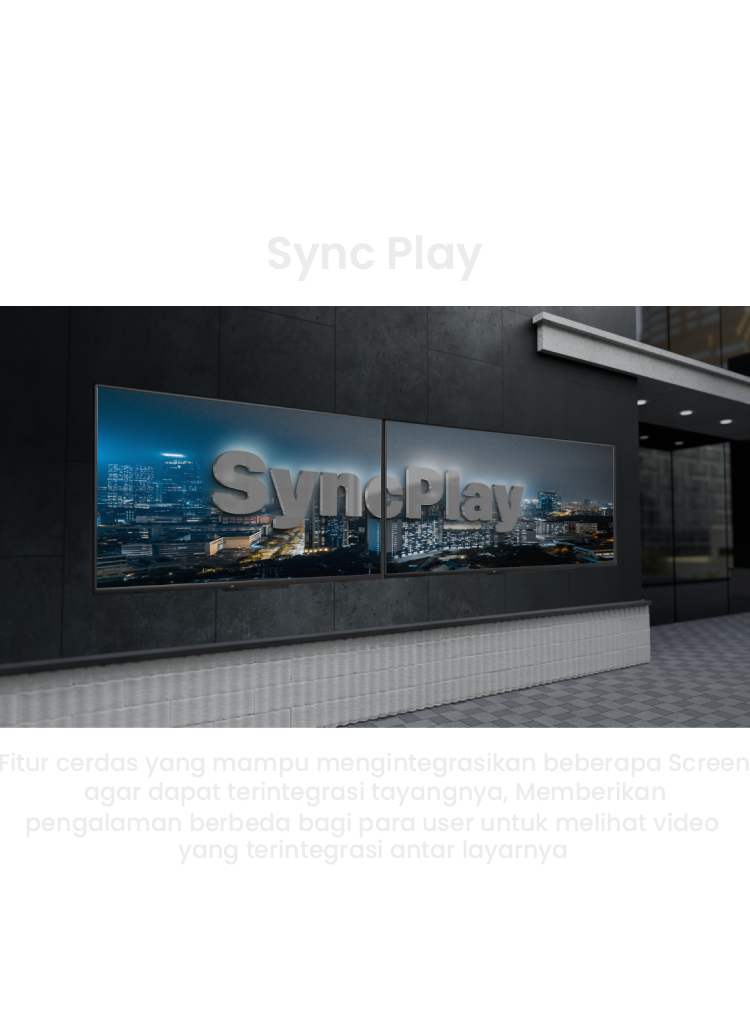 Sync Play
SyncPlay
Fitur cerdas yang mampu mengintegrasikan beberapa Screen
agar dapat terintegrasi tayangnya, Memberikan
pengalaman berbeda bagi para user untuk melihat video
yang terintegrasi antar layarnya